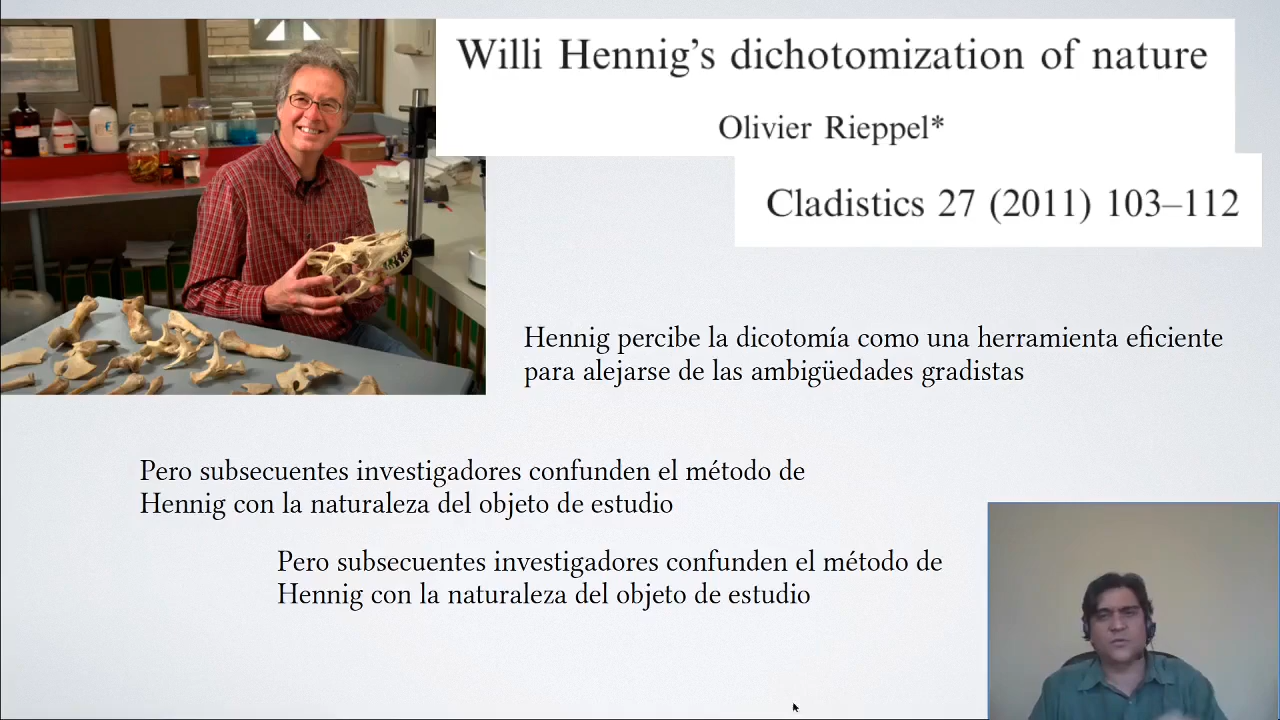 Willi Hennig's dichotomization of nature
Olivier Rieppel*
Cladistics 27 (2011) 103–112
Hennig percibe la dicotomía como una herramienta eficiente
para alejarse de las ambigüedades gradistas
Pero subsecuentes investigadores confunden el método de
Hennig con la naturaleza del objeto de estudio
Pero subsecuentes investigadores confunden el método de
Hennig con la naturaleza del objeto de estudio